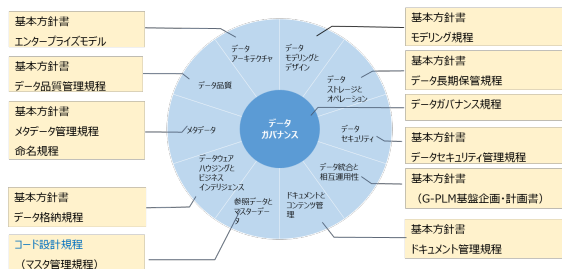 基本方針書
エンタープライズモデル
基本方針書
データ品質管理規程
基本方針書
メタデータ管理規程
命名規程
基本方針書
データ格納規程
コード設計規程
（マスタ管理規程）
データ
アーキテクチャ
データ
モデリングと
デザイン
データ品質
データ
ストレージと
オペレーション
メタデータ
データ
ガバナンス
データ
セキュリティ
データウェア
ハウジングと
ビジネス
インテリジェンス
データ統合と
相互運用性
参照データと
マスターデー
タ
ドキュメントと
コンテンツ管
理
基本方針書
モデリング規程
基本方針書
データ長期保管規程
データガバナンス規程
基本方針書
データセキュリティ管理規程
基本方針書
（G-PLM基盤企画・計画書）
基本方針書
ドキュメント管理規程